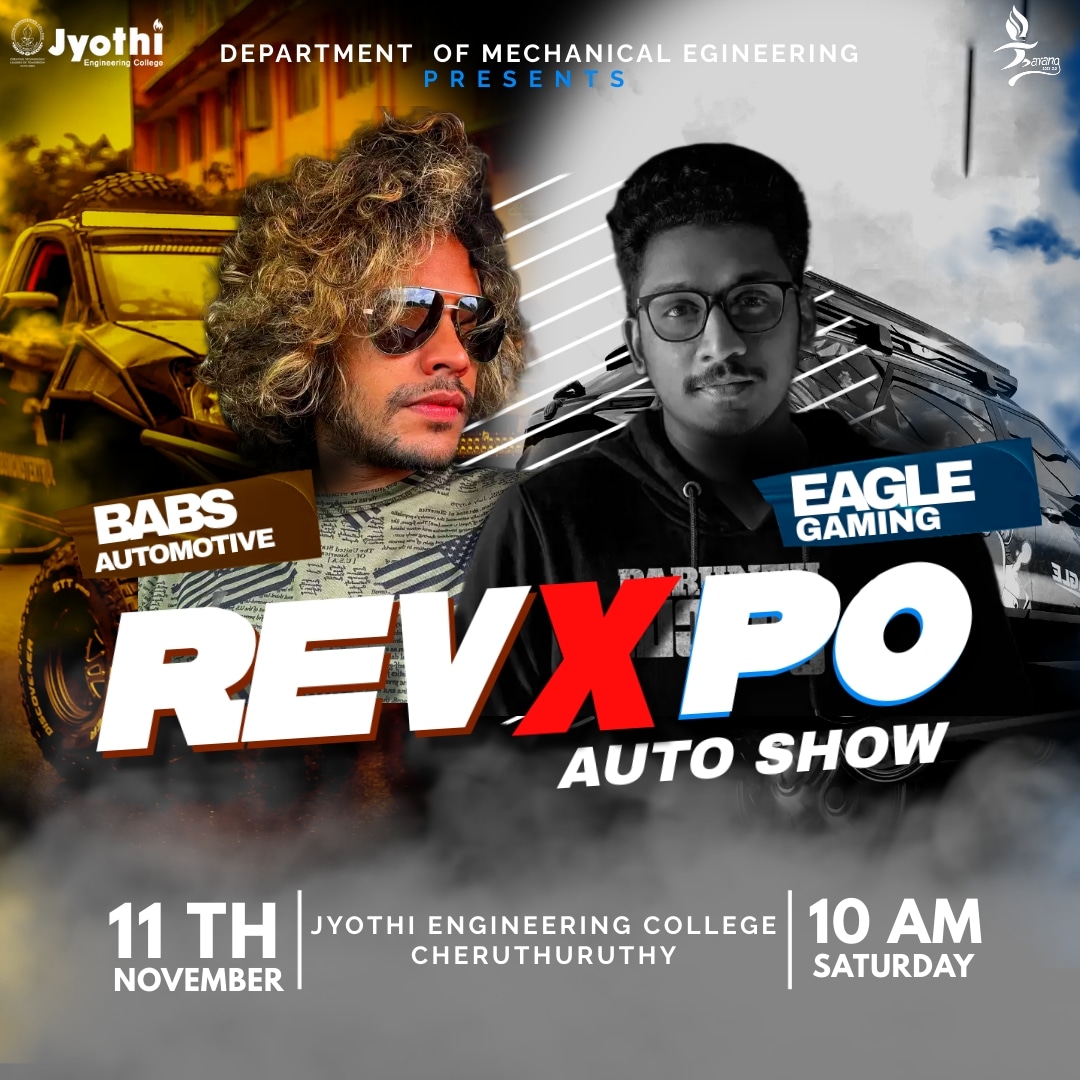 Jyothi
Engineering College
DEPARTMENT OF MECHANICAL EGINEERING
PRESENTS
BABS
AUTOMOTIVE
EAGLE
GAMING
REVXPO
AUTO SHOW
DISCOVERER
11 TH
NOVEMBER
JYOTHI ENGINEERING COLLEGE
CHERUTHURUTHY
10 AM
SATURDAY